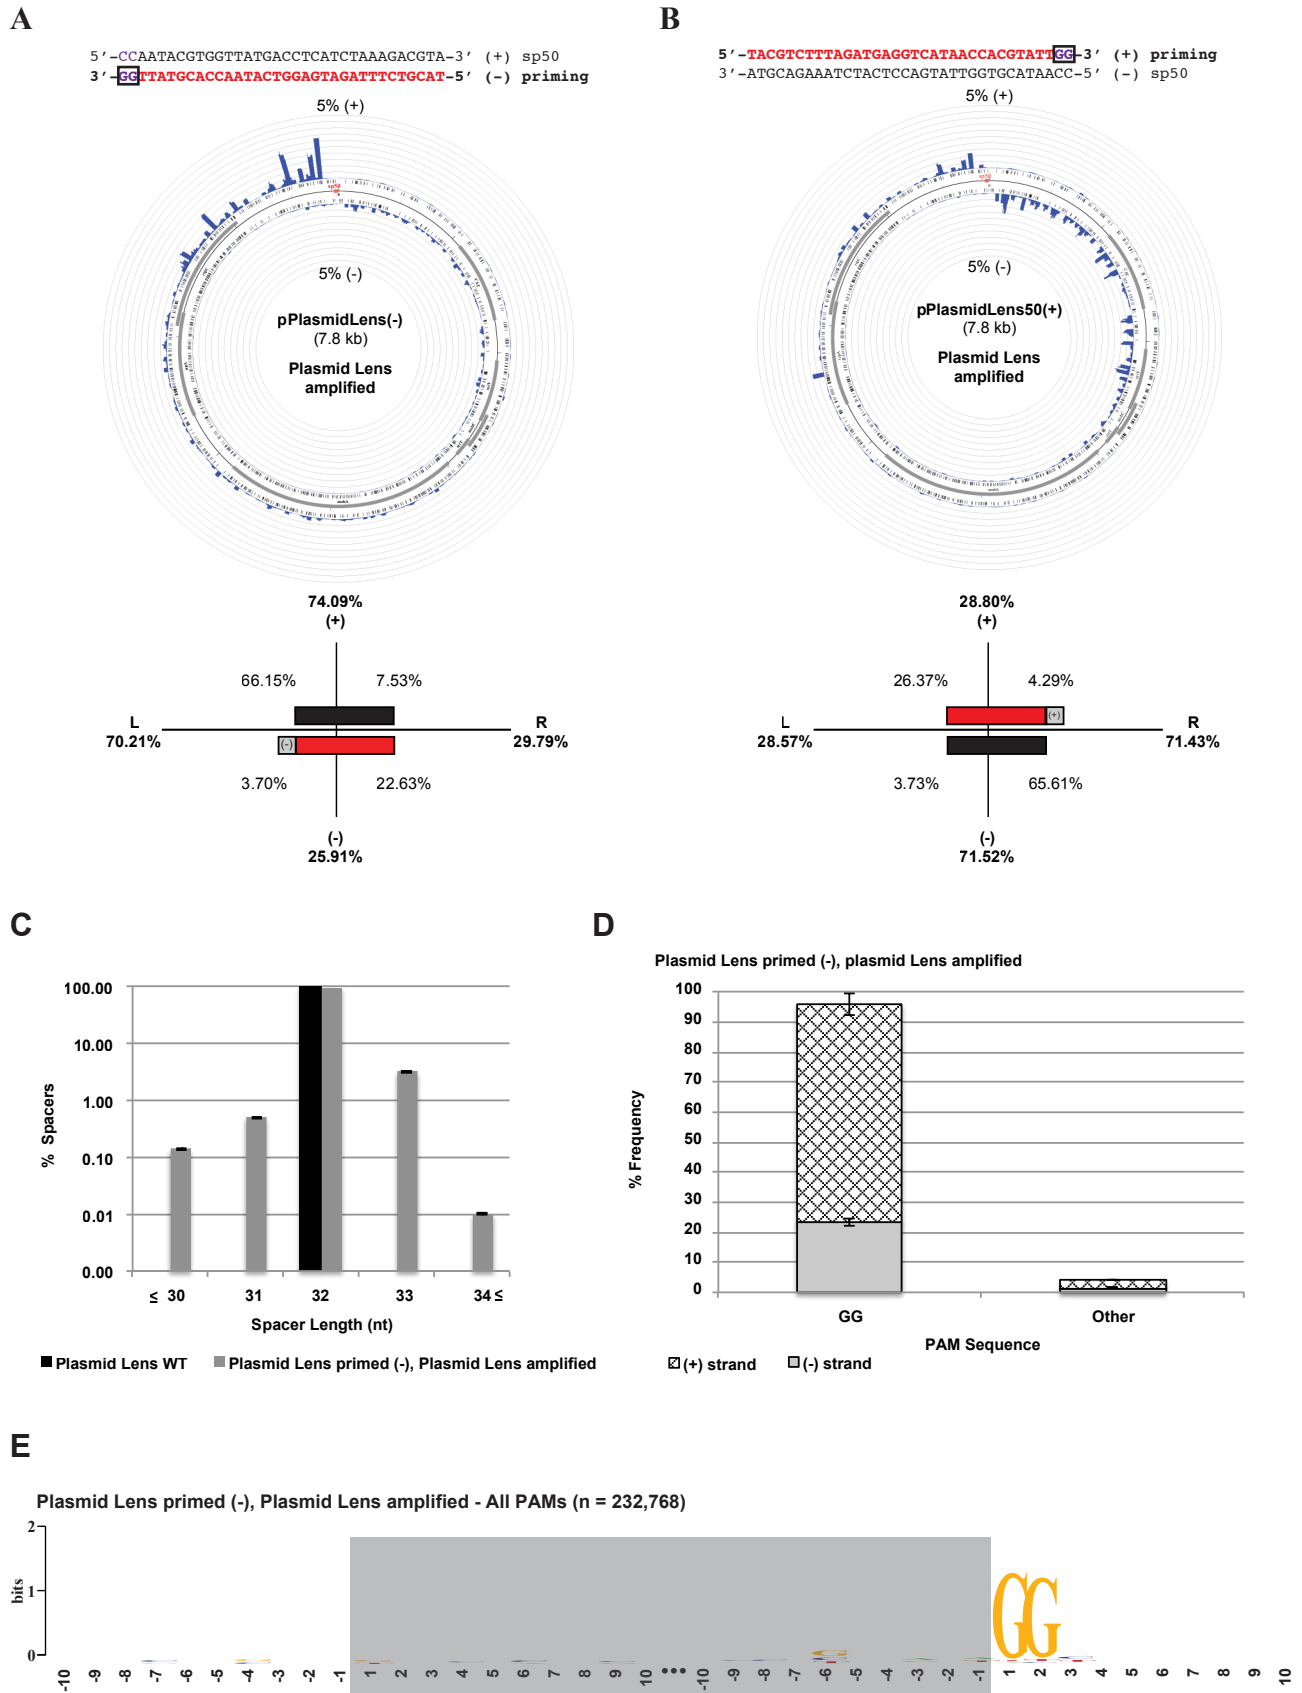 A
5’-CCAATACGTGGTTATGACCTCATCTAAAGACGTA-3’ (+) sp50
3’-GGTTATGCACCAATACTGGAGTAGATTTCTGCAT-5’ (-) priming
5% (+)
sp50
5% (-)
pPlasmidLens(-)
(7.8 kb)
Plasmid Lens
amplified
74.09%
(+)
66.15% 7.53%
L R
70.21% 29.79%
(-)
3.70% 22.63%
(-)
25.91%
B
5’-TACGTCTTTAGATGAGGTCATAACCACGTATTGG-3’ (+) priming
3’-ATGCAGAAATCTACTCCAGTATTGGTGCATAACC-5’ (-) sp50
5% (+)
sp50
5% (-)
pPlasmidLens50(+)
(7.8 kb)
Plasmid Lens
amplified
28.80%
(+)
26.37% 4.29%
(+)
L R
28.57% 71.43%
3.73% 65.61%
(-)
71.52%
C
% Spacers
100.00
10.00
1.00
0.10
0.01
0.00
≤ 30 31 32 33 34 ≤
Spacer Length (nt)
Plasmid Lens WT Plasmid Lens primed (-), Plasmid Lens amplified
D
Plasmid Lens primed (-), plasmid Lens amplified
% Frequency
100
90
80
70
60
50
40
30
20
10
0
GG Other
PAM Sequence
(+) strand (-) strand
E
Plasmid Lens primed (-), Plasmid Lens amplified - All PAMs (n = 232,768)
bits
2
1
0
GG
-10 -9 -8 -7 -6 -5 -4 -3 -2 -1 1 2 3 4 5 6 7 8 9 10 ••• -10 -9 -8 -7 -6 -5 -4 -3 -2 -1 1 2 3 4 5 6 7 8 9 10